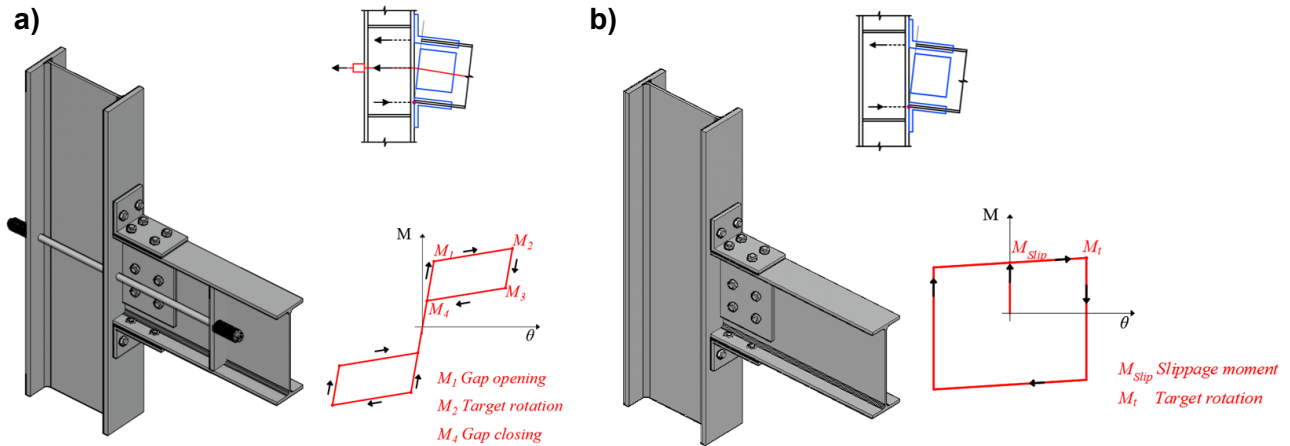 a)
M
M1
M2
M3
M4
θ
M1 Gap opening
M2 Target rotation
M4 Gap closing
b)
M
MSlip
Mt
θ
MSlip Slippage moment
Mt Target rotation